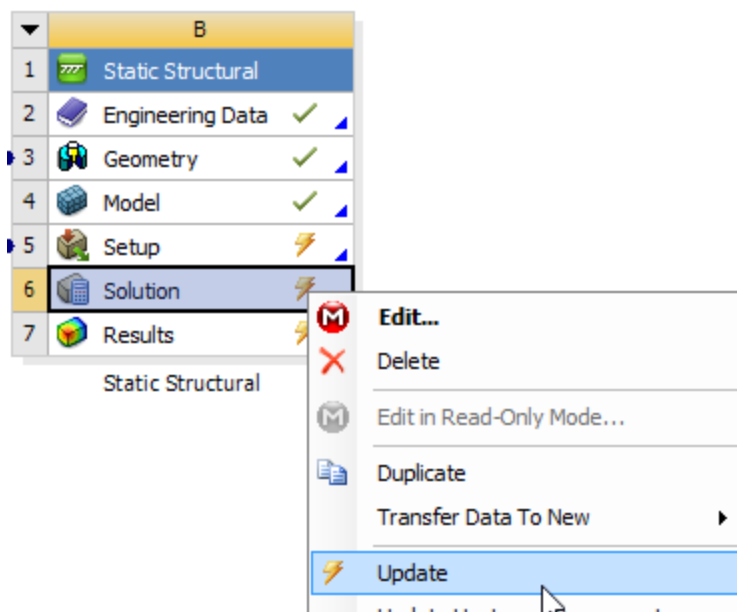 B
1 Static Structural
2 Engineering Data
3 Geometry
4 Model
5 Setup
6 Solution
7 Results
Static Structural
Edit...
Delete
Edit in Read-Only Mode...
Duplicate
Transfer Data To New
Update